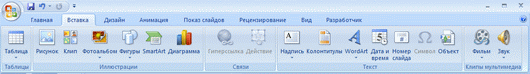 Главная Вставка Дизайн Анимация Показ слайдов Рецензирование Вид Разработчик
Таблица Рисунок Клип Фотоальбом Фигуры SmartArt Диаграмма Гиперссылка Действие Надпись Колонтитулы WordArt Дата и время Номер слайда Символ Объект Фильм Звук
Таблицы Иллюстрации Связи Текст Клипы мультимедиа